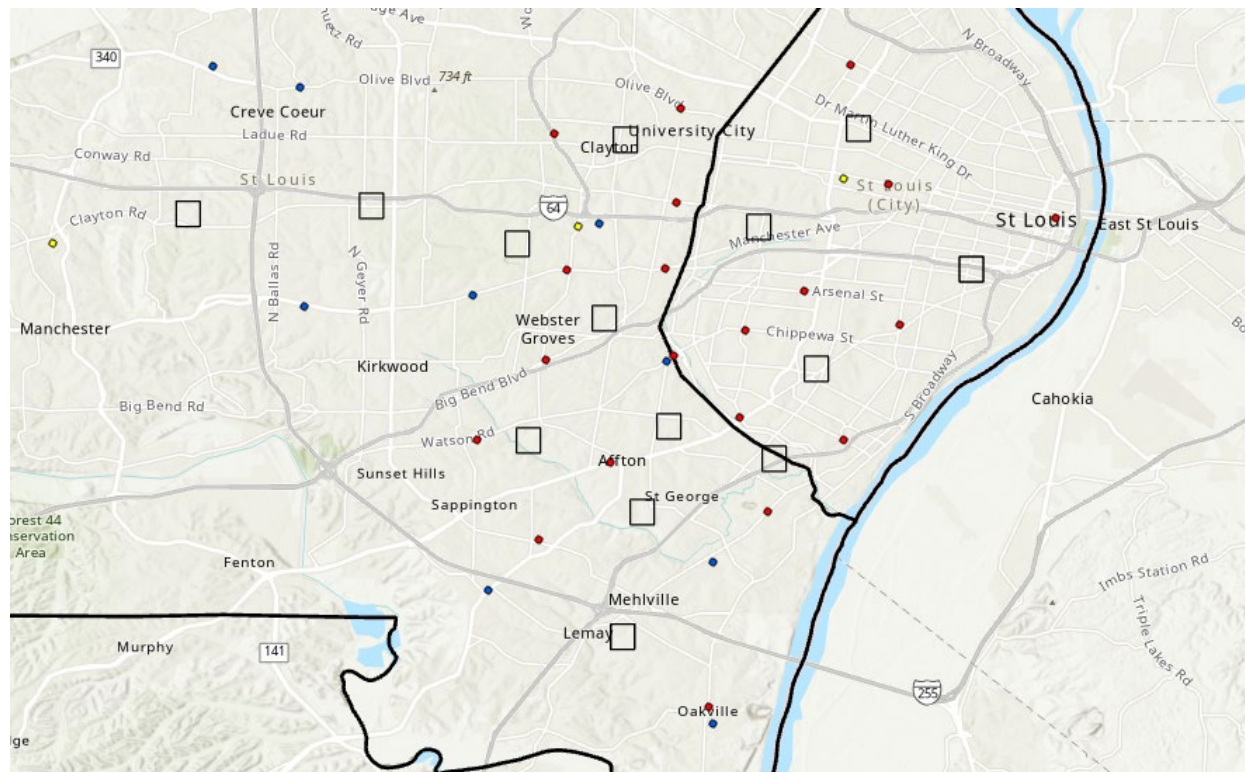 340
734 ft
Olive Blvd
Olive Blvd
N Broadway
Creve Coeur
Ladue Rd
Dr Martin Luther King Dr
University City
Clayton
Conway Rd
St Louis
St Louis
(City)
Clayton Rd
64
St Louis
East St Louis
Manchester Ave
N Ballas Rd
N Geyer Rd
Arsenal St
Manchester
Webster
Groves
Chippewa St
Kirkwood
Big Bend Blvd
S Broadway
Cahokia
Big Bend Rd
Watson Rd
Affton
Sunset Hills
St George
Sappington
Area
Fenton
Imbs Station Rd
Triple Lakes Rd
Mehlville
Lemay
Murphy
141
255
Oakville